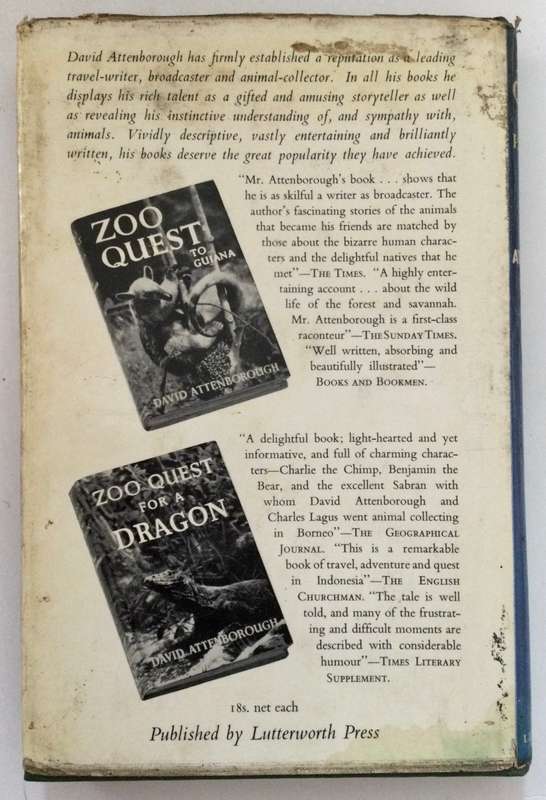 David Attenborough has firmly established a reputation as a leading
travel-writer, broadcaster and animal-collector. In all his books he
displays his rich talent as a gifted and amusing storyteller as well
as revealing his instinctive understanding of, and sympathy with,
animals. Vividly descriptive, vastly entertaining and brilliantly
written, his books deserve the great popularity they have achieved.
ZOO
QUEST
TO
GUIANA
DAVID ATTENBOROUGH
"Mr. Attenborough's book . . . shows that
he is as skilful a writer as broadcaster. The
author's fascinating stories of the animals
that became his friends are matched by
those about the bizarre human charac-
ters and the delightful natives that he
met"—THE TIMES. "A highly enter-
taining account . . . about the wild
life of the forest and savannah.
Mr. Attenborough is a first-class
raconteur"—THE SUNDAY TIMES.
"Well written, absorbing and
beautifully illustrated"—
BOOKS AND BOOKMEN.
ZOO QUEST
FOR A
DRAGON
DAVID ATTENBOROUGH
"A delightful book; light-hearted and yet
informative, and full of charming charac-
ters—Charlie the Chimp, Benjamin the
Bear, and the excellent Sabran with
whom David Attenborough and
Charles Lagus went animal collecting
in Borneo"—THE GEOGRAPHICAL
JOURNAL. "This is a remarkable
book of travel, adventure and quest
in Indonesia"—THE ENGLISH
CHURCHMAN. "The tale is well
told, and many of the frustrat-
ing and difficult moments are
described with considerable
humour"—TIMES LITERARY
SUPPLEMENT.
18s. net each
Published by Lutterworth Press